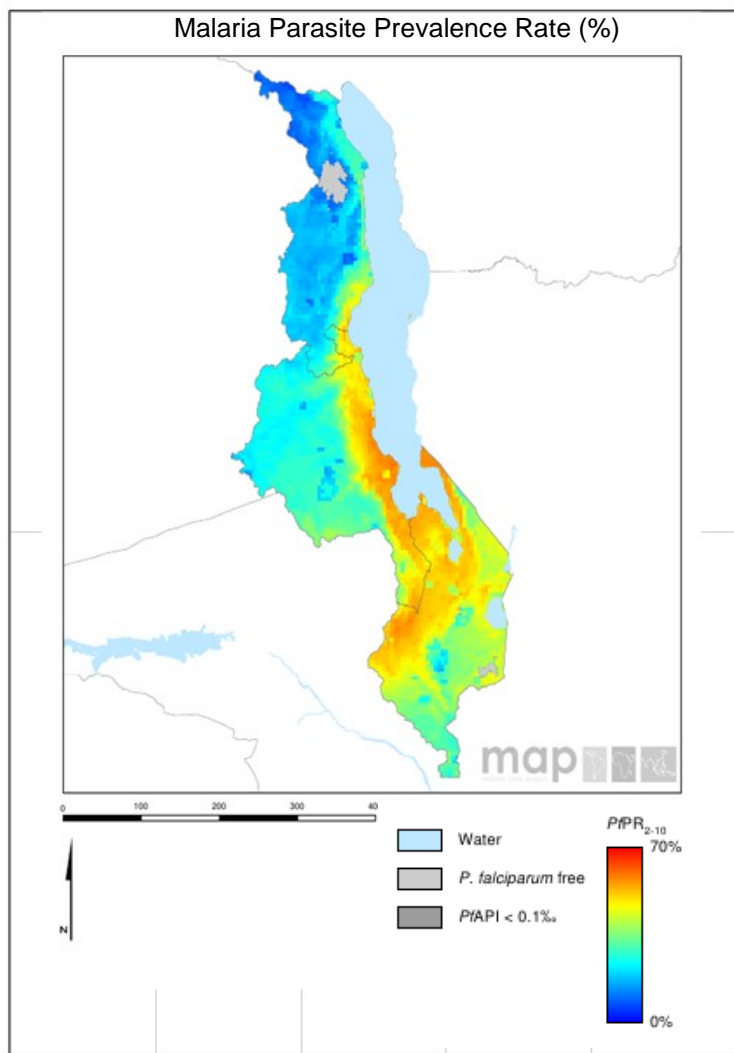 Malaria Parasite Prevalence Rate (%)
map
0 100 200 300 40
Water
P. falciparum free
PfAPI < 0.1‰
PfPR2-10
70%
0%
N